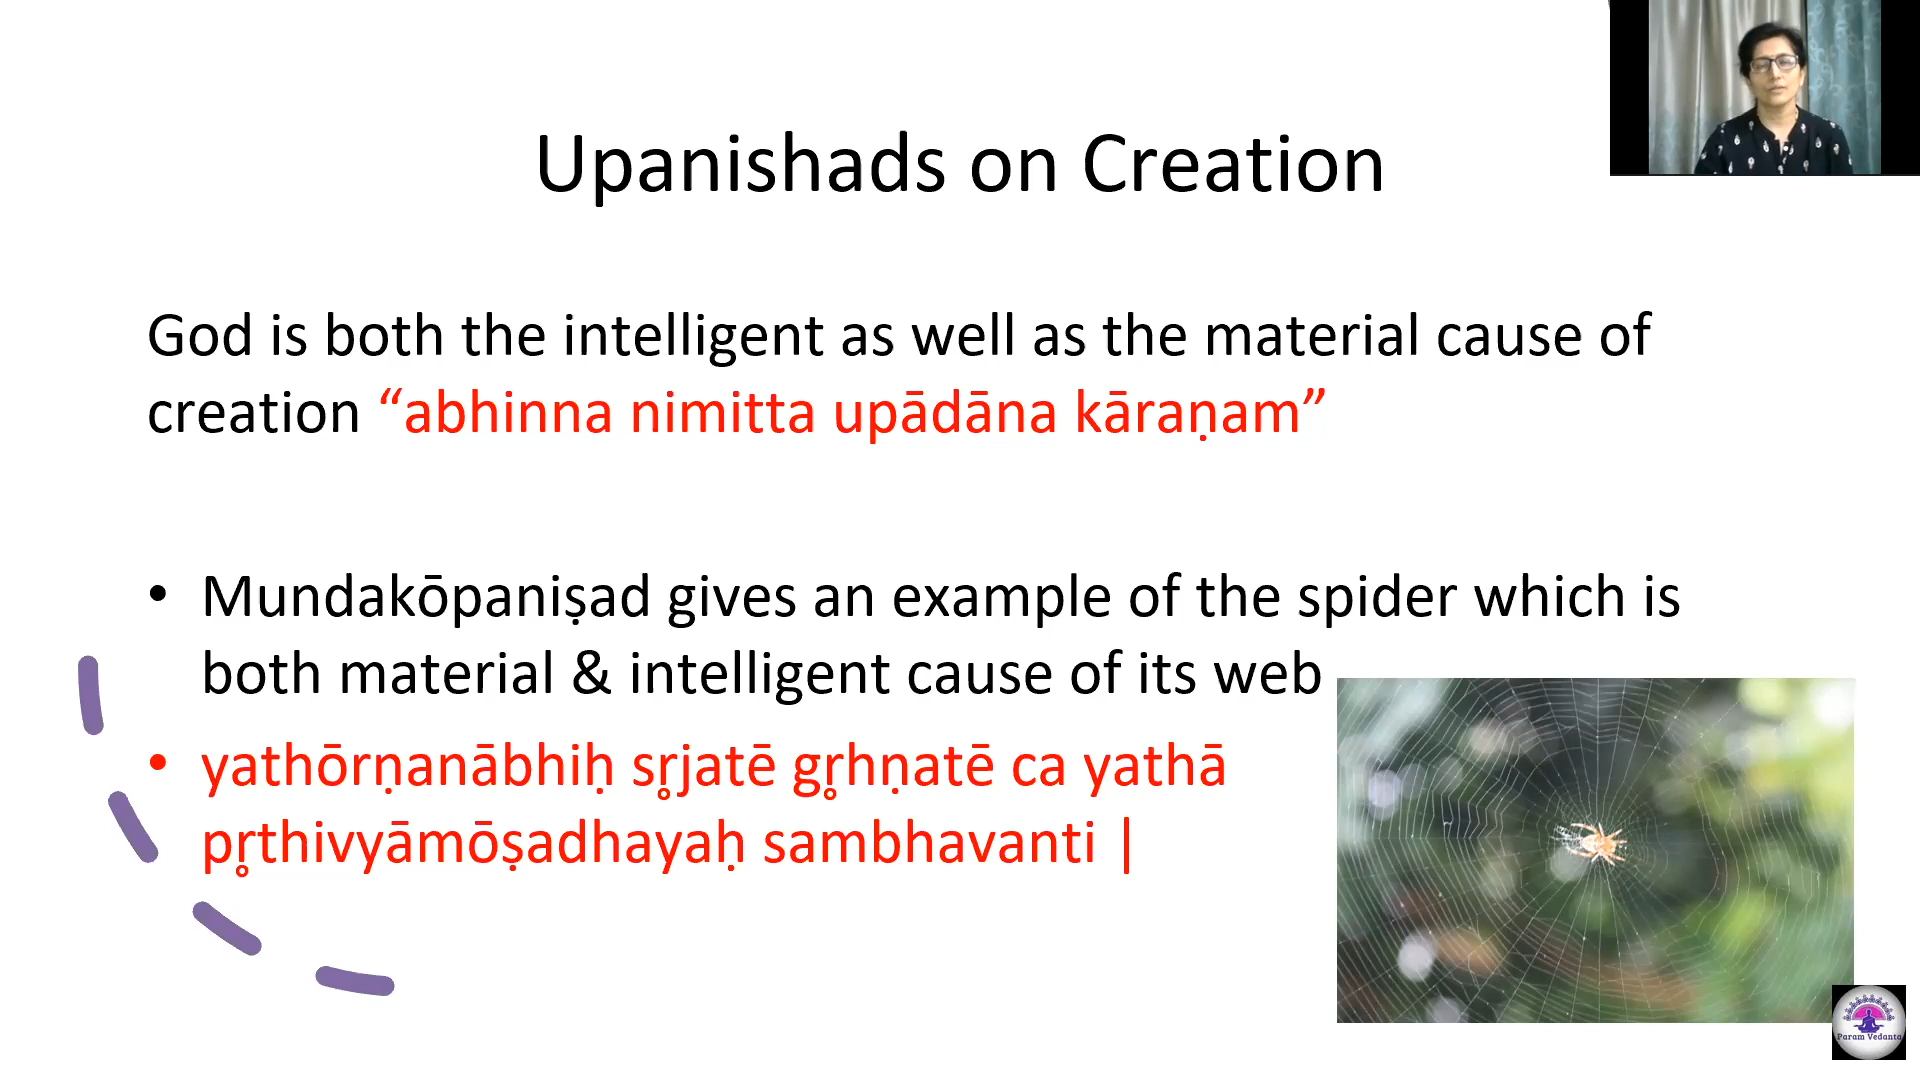 Upanishads on Creation
God is both the intelligent as well as the material cause of
creation “abhinna nimitta upādāna kāraṇam”
• Mundakōpaniṣad gives an example of the spider which is
both material & intelligent cause of its web
• yathōrṇanābhiḥ sr̥jatē gr̥hṇatē ca yathā
pr̥thivyāmōṣadhayaḥ sambhavanti |
Param Vedanta